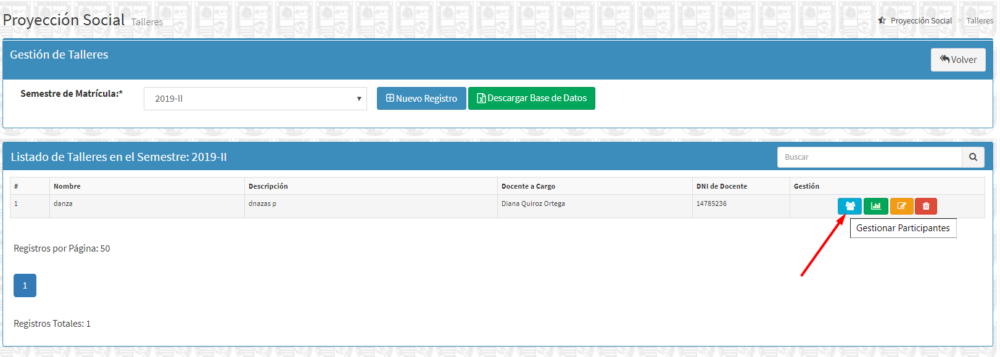 Proyección Social Talleres
Proyección Social > Talleres
Gestión de Talleres
Volver
Semestre de Matrícula:* 2019-II Nuevo Registro Descargar Base de Datos
Listado de Talleres en el Semestre: 2019-II Buscar
# Nombre Descripción Docente a Cargo DNI de Docente Gestión
1 danza dnazas p Diana Quiroz Ortega 14785236
Gestionar Participantes
Registros por Página: 50
1
Registros Totales: 1